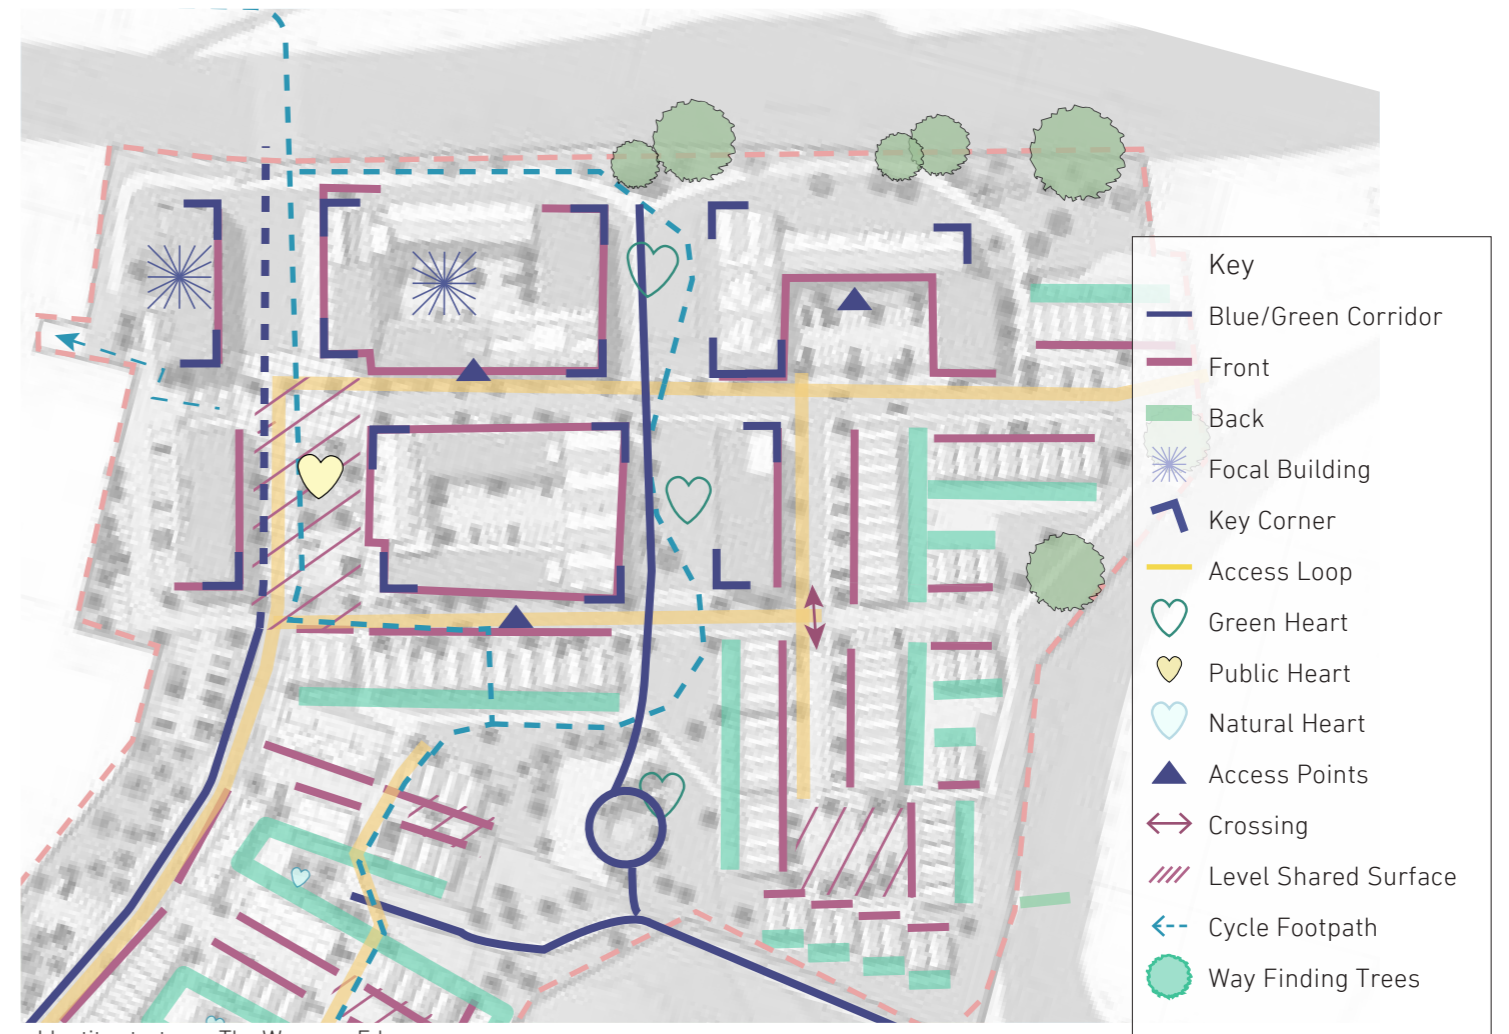 Key
Blue/Green Corridor
Front
Back
Focal Building
Key Corner
Access Loop
Green Heart
Public Heart
Natural Heart
Access Points
Crossing
Level Shared Surface
Cycle Footpath
Way Finding Trees